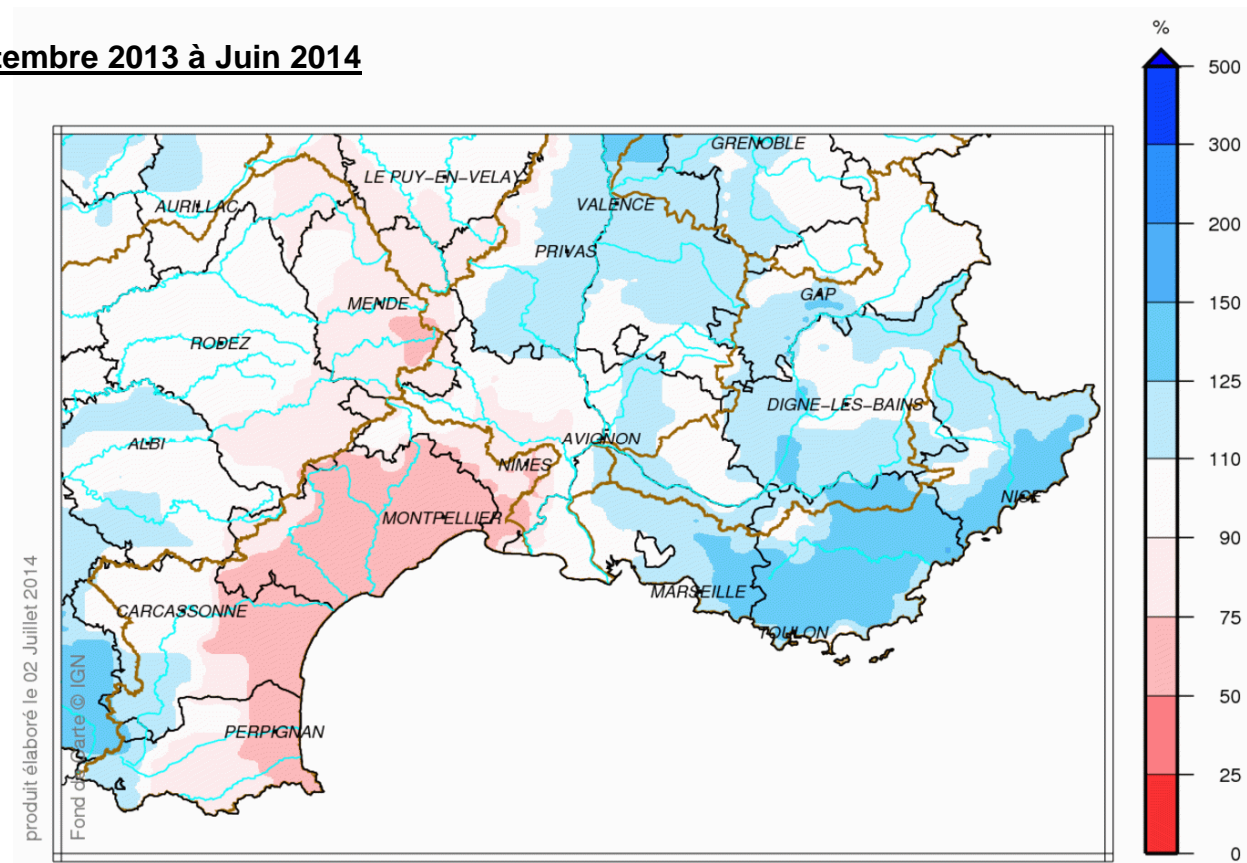 2013 à Juin 2014
%
500
300
200
150
125
110
90
75
50
25
0
GRENOBLE
LE PUY-EN-VELAY
AURILLAC
VALENCE
PRIVAS
GAP
MENDE
RODEZ
DIGNE-LES-BAINS
AVIGNON
ALBI
NIMES
NICE
MONTPELLIER
MARSEILLE
CARCASSONNE
TOULON
PERPIGNAN
produit élaboré le 02 Juillet 2014
Fond de carte © IGN